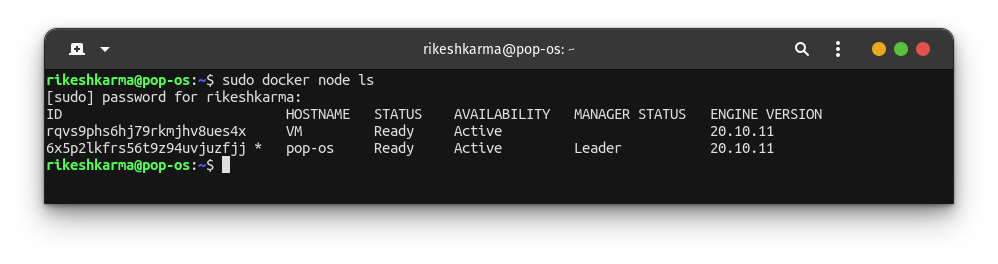 rikeshkarma@pop-os: ~
rikeshkarma@pop-os:~$ sudo docker node ls
[sudo] password for rikeshkarma:
ID                            HOSTNAME   STATUS    AVAILABILITY   MANAGER STATUS   ENGINE VERSION
rqvs9phs6hj79rkmjhv8ues4x     VM         Ready     Active                          20.10.11
6x5p2lkfrs56t9z94uvjuzfjj *   pop-os     Ready     Active         Leader           20.10.11
rikeshkarma@pop-os:~$